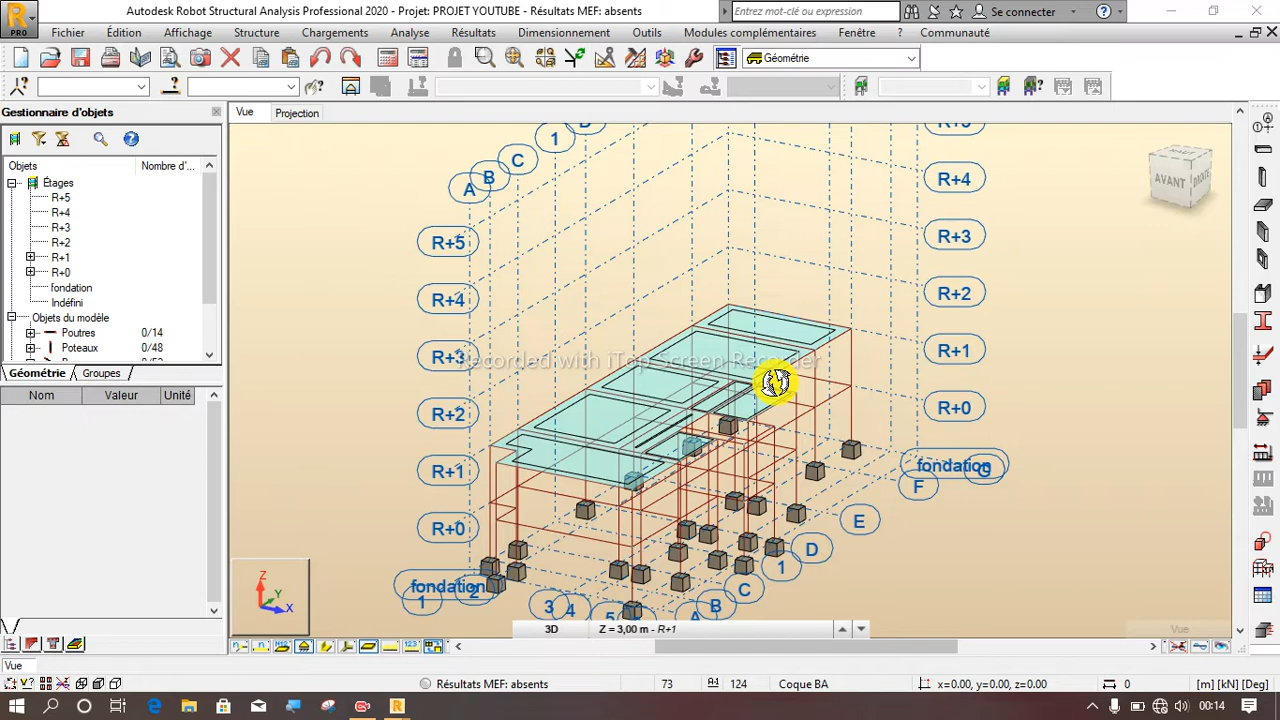 Autodesk Robot Structural Analysis Professional 2020 - Projet: PROJET YOUTUBE - Résultats MEF: absents
Entrez mot-clé ou expression
Se connecter
PRO
Fichier Édition Affichage Structure Chargements Analyse Résultats Dimensionnement Outils Modules complémentaires Fenêtre ? Communauté
Géométrie
Gestionnaire d'objets
Vue Projection
Objets Nombre d'...
Étages
R+5
R+4
R+3
R+2
R+1
R+0
fondation
Indéfini
Objets du modèle
Poutres 0/14
Poteaux 0/48
Géométrie Groupes
Nom Valeur Unité
A B C 1
R+5
R+4
R+3
R+2
R+1
R+0
fondation
1 2 3 4 5
R+4
R+3
R+2
R+1
R+0
fondation
G
F
E
D
1
C
B
A
AVANT
Recorded with iTop Screen Recorder
Z Y X
3D Z = 3,00 m - R+1
Vue
Vue
Résultats MEF: absents 73 124 Coque BA x=0.00, y=0.00, z=0.00 0 [m] [kN] [Deg]
00:14